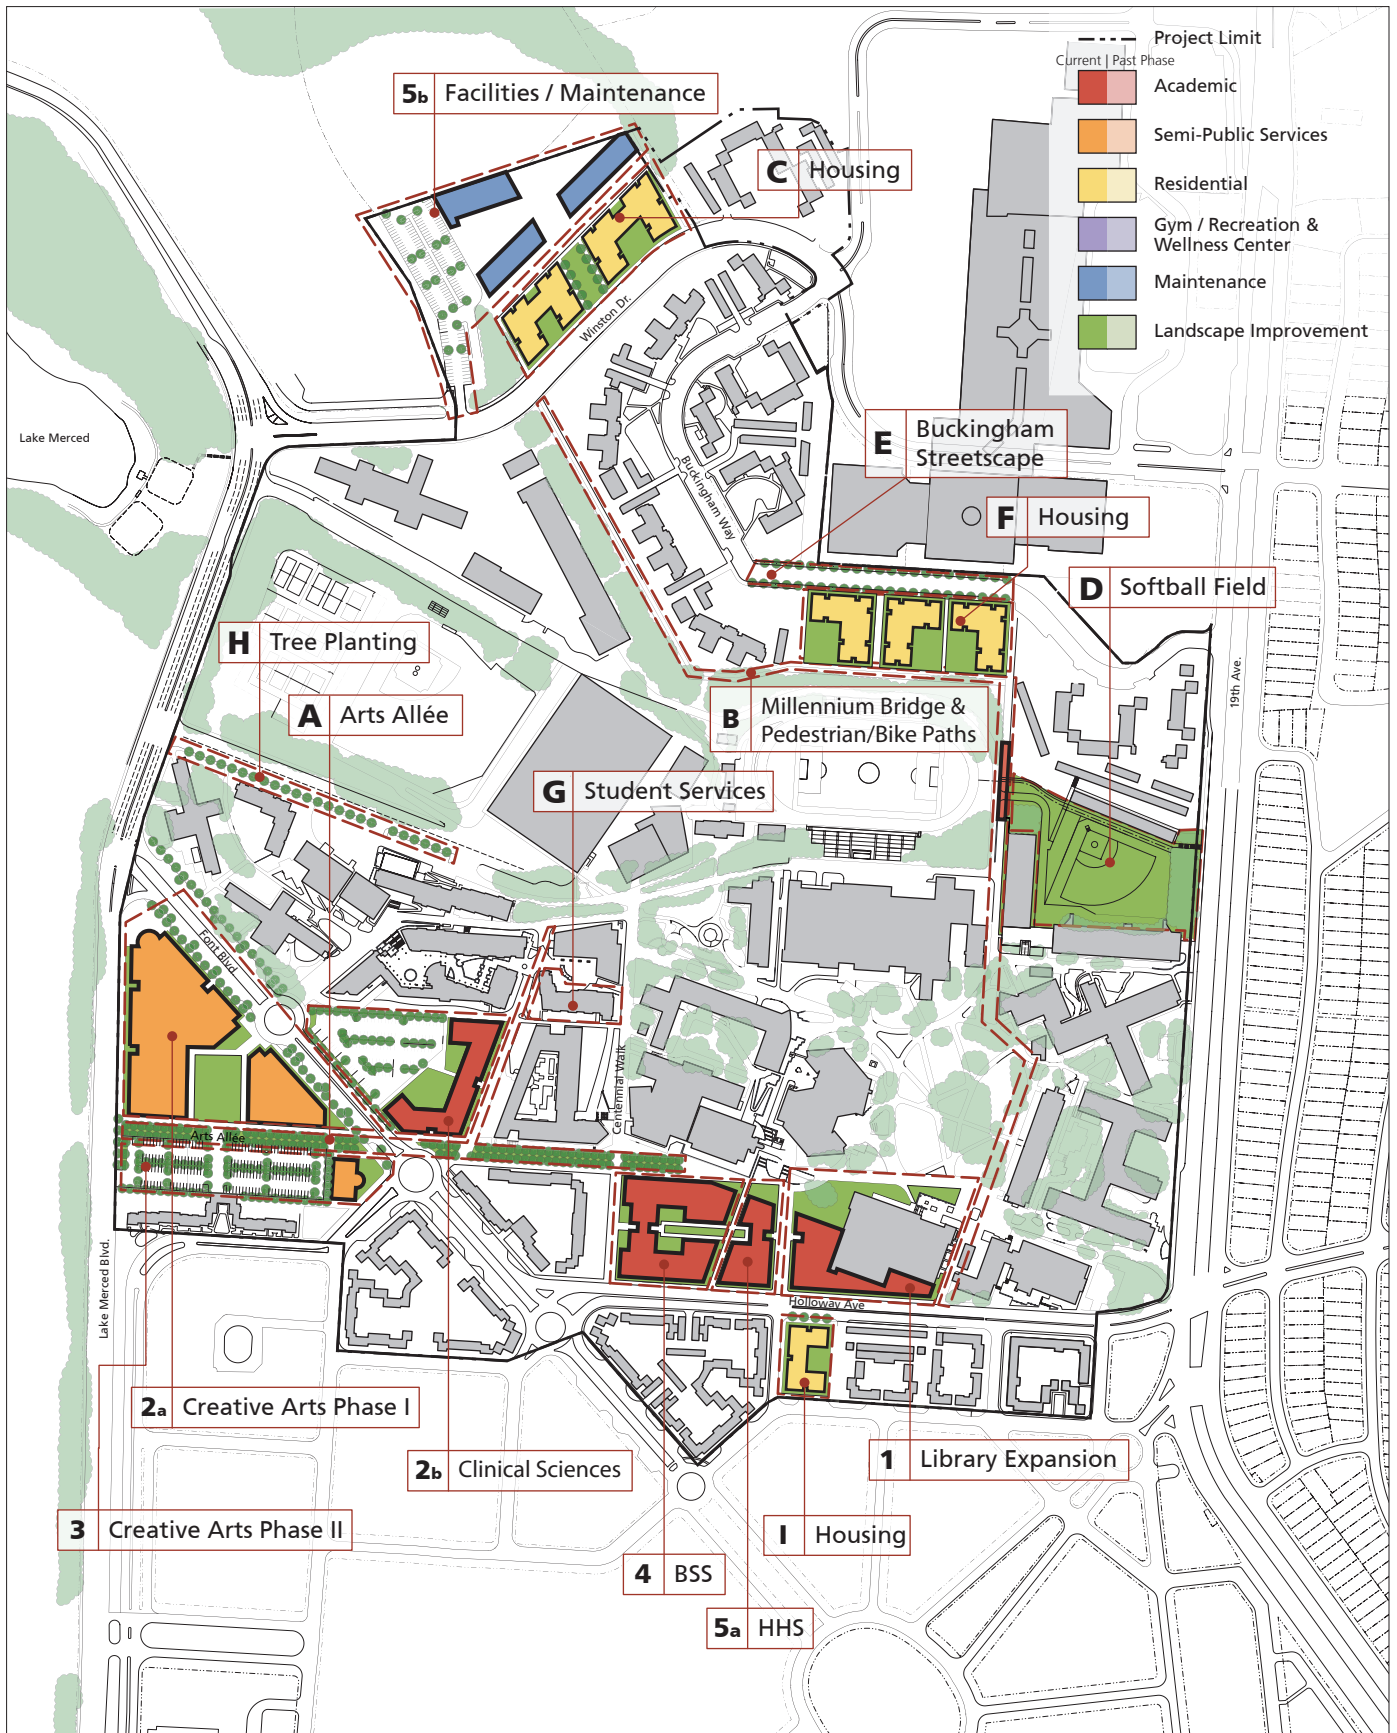 Project Limit
Current | Past Phase
Academic
Semi-Public Services
Residential
Gym / Recreation &
Wellness Center
Maintenance
Landscape Improvement
5b Facilities / Maintenance
C Housing
Winston Dr.
Lake Merced
E Buckingham
Streetscape
Buckingham Way
F Housing
D Softball Field
H Tree Planting
19th Ave.
A Arts Allée
B Millennium Bridge &
Pedestrian/Bike Paths
G Student Services
Font Blvd
Centennial Walk
Arts Allée
Lake Merced Blvd.
Holloway Ave
2a Creative Arts Phase I
2b Clinical Sciences
1 Library Expansion
3 Creative Arts Phase II
I Housing
4 BSS
5a HHS